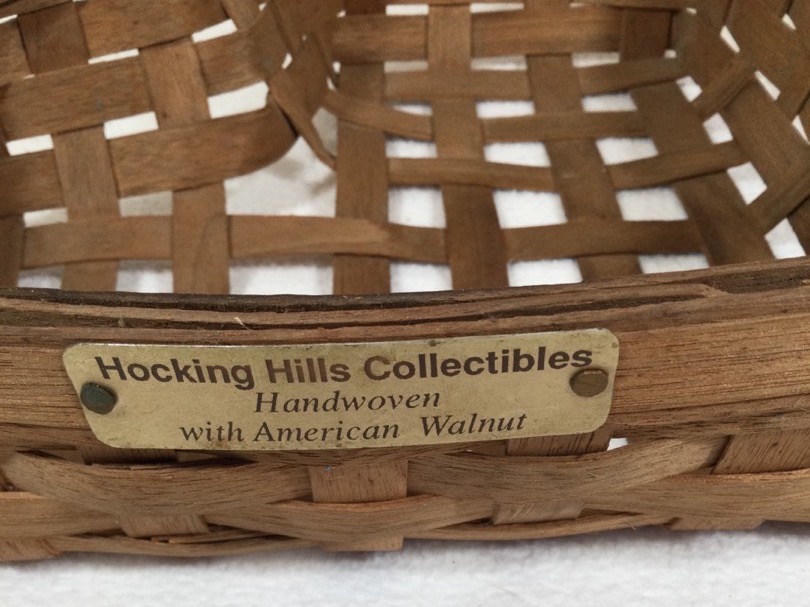 Hocking Hills Collectibles
Handwoven
with American Walnut